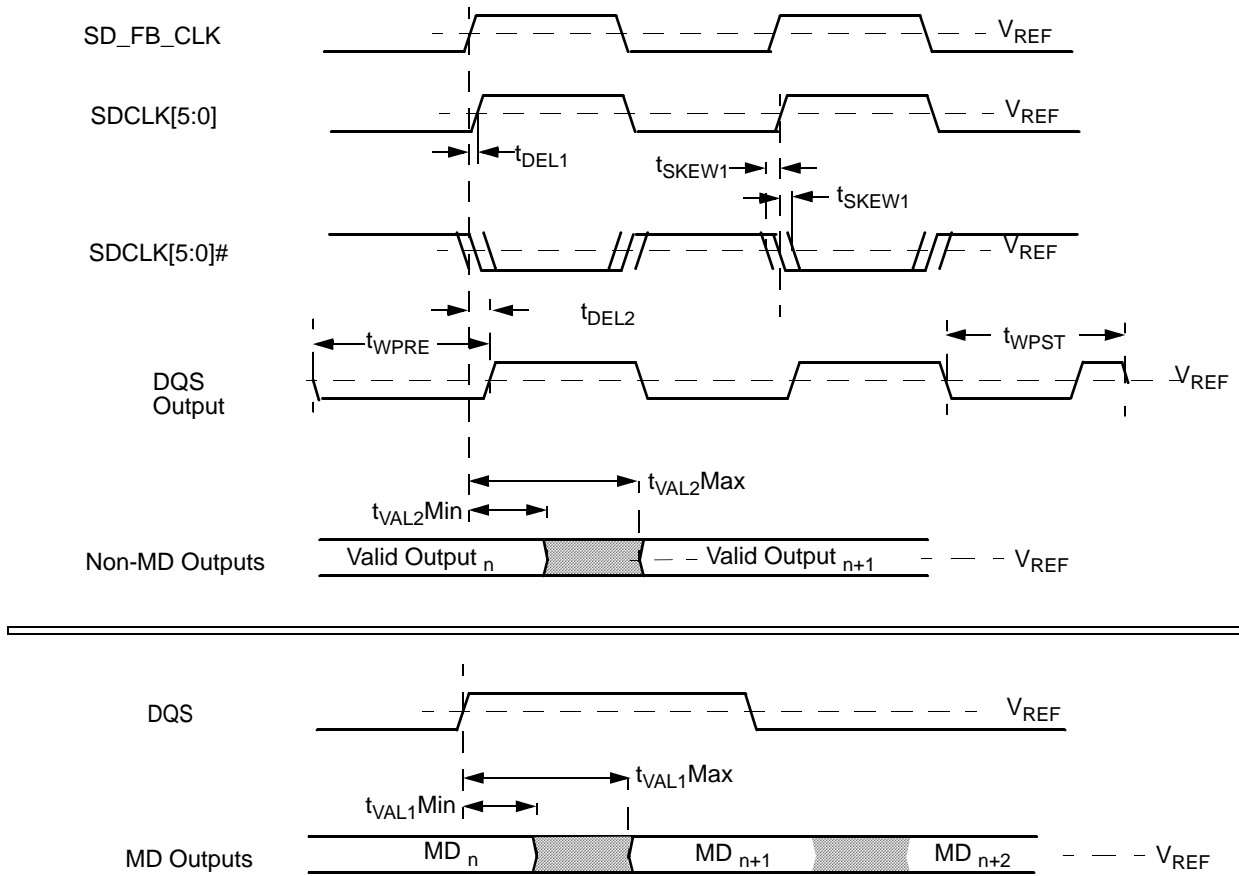 SD_FB_CLK
VREF
SDCLK[5:0]
VREF
tDEL1
tSKEW1
tSKEW1
SDCLK[5:0]#
VREF
tDEL2
tWPRE
tWPST
DQS
Output
VREF
tVAL2Max
tVAL2Min
Non-MD Outputs
Valid Output n
Valid Output n+1
VREF
DQS
VREF
tVAL1Max
tVAL1Min
MD Outputs
MD n
MD n+1
MD n+2
VREF